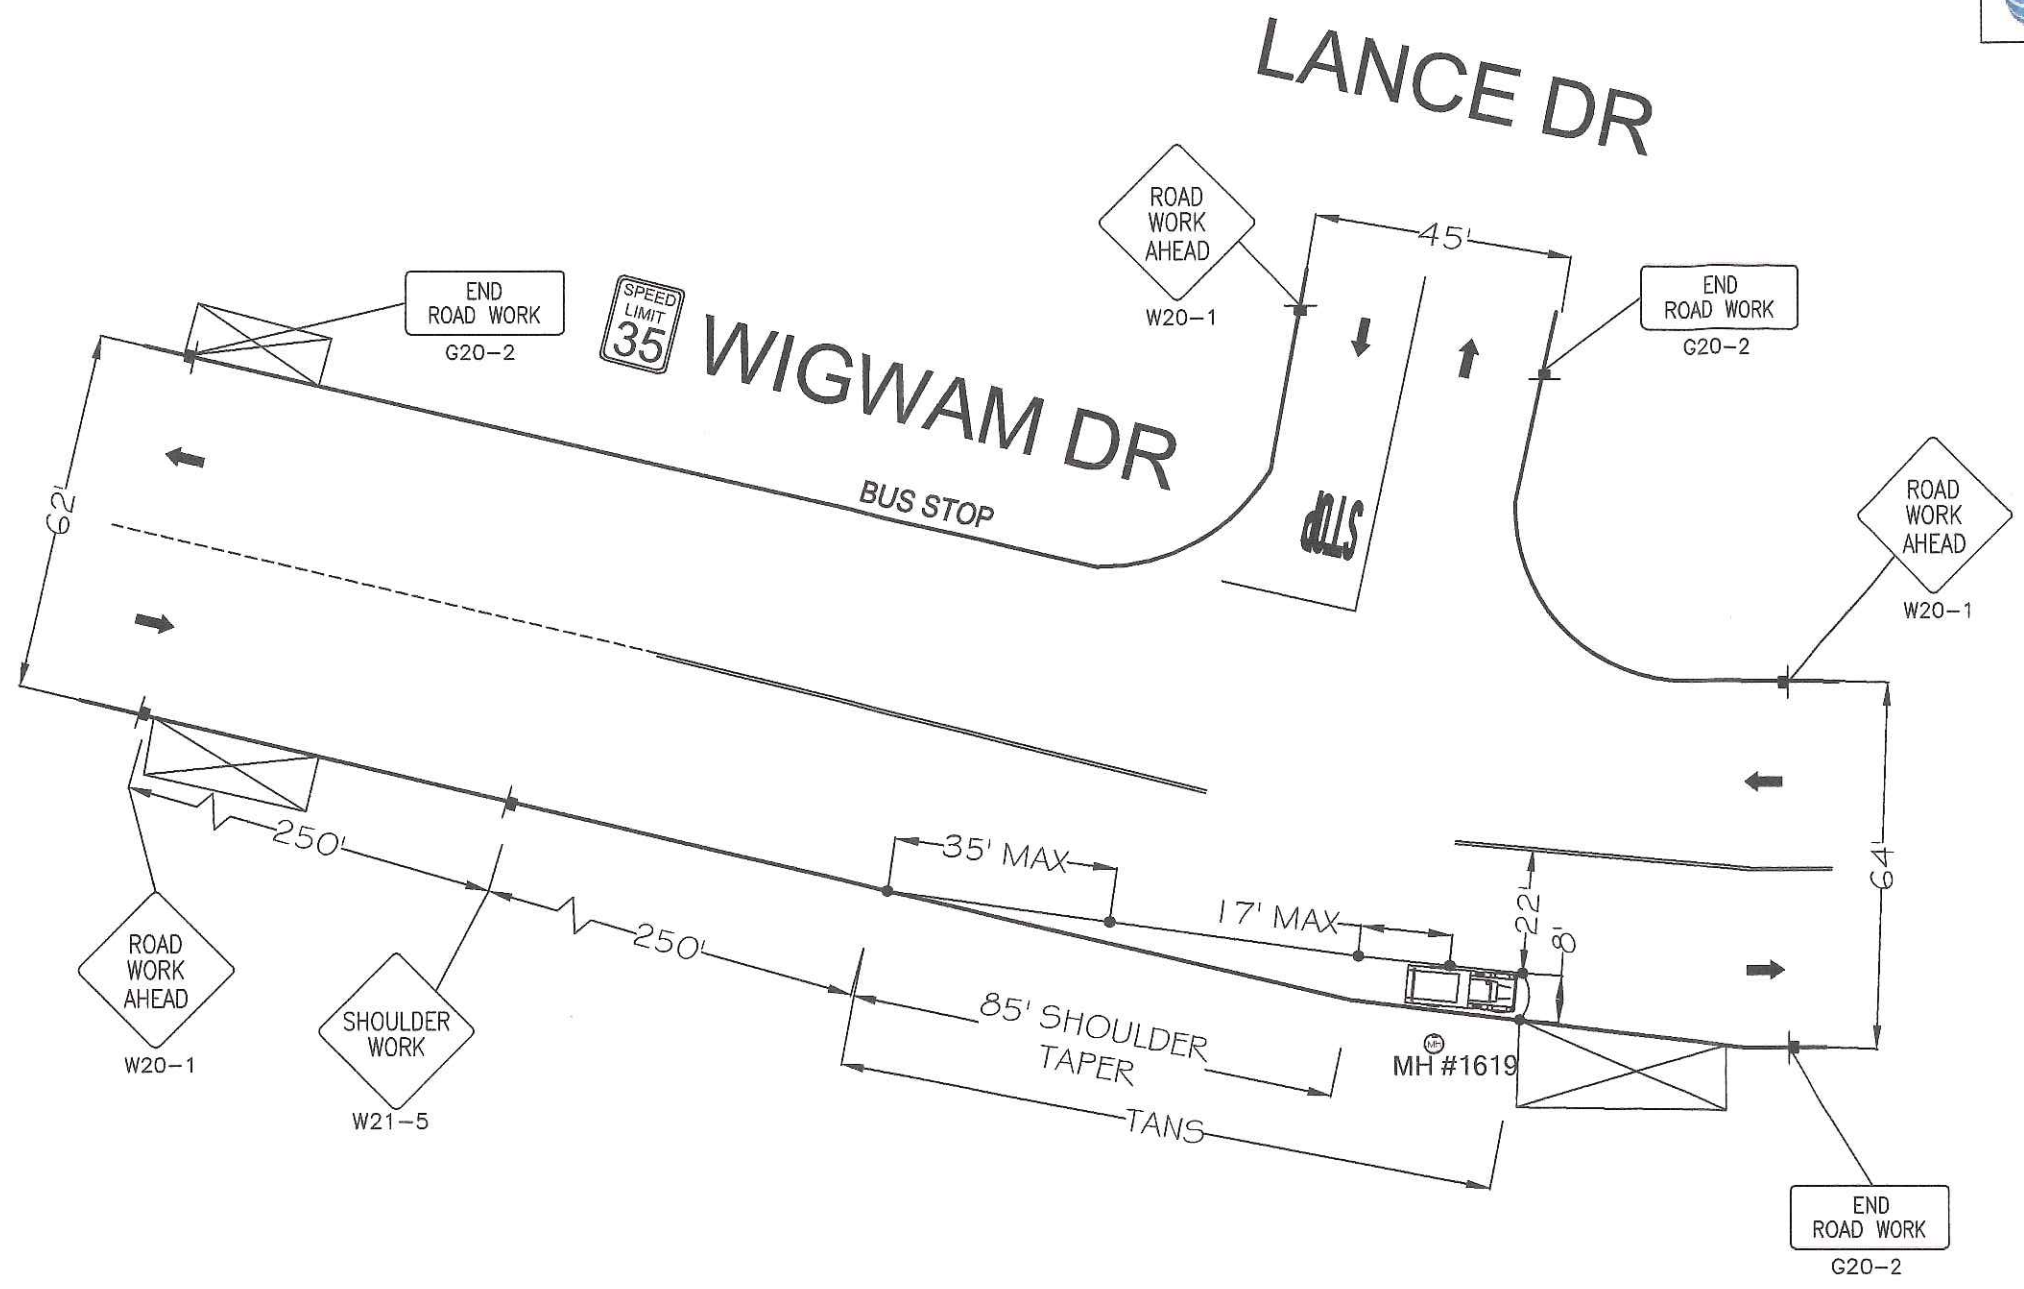 LANCE DR
ROAD
WORK
AHEAD
W20-1
45'
END
ROAD WORK
G20-2
END
ROAD WORK
G20-2
SPEED
LIMIT
35
WIGWAM DR
BUS STOP
STOP
62'
ROAD
WORK
AHEAD
W20-1
250'
35' MAX
17' MAX
22'
8'
64'
250'
ROAD
WORK
AHEAD
W20-1
SHOULDER
WORK
W21-5
85' SHOULDER
TAPER
TANS
MH
MH #1619
END
ROAD WORK
G20-2